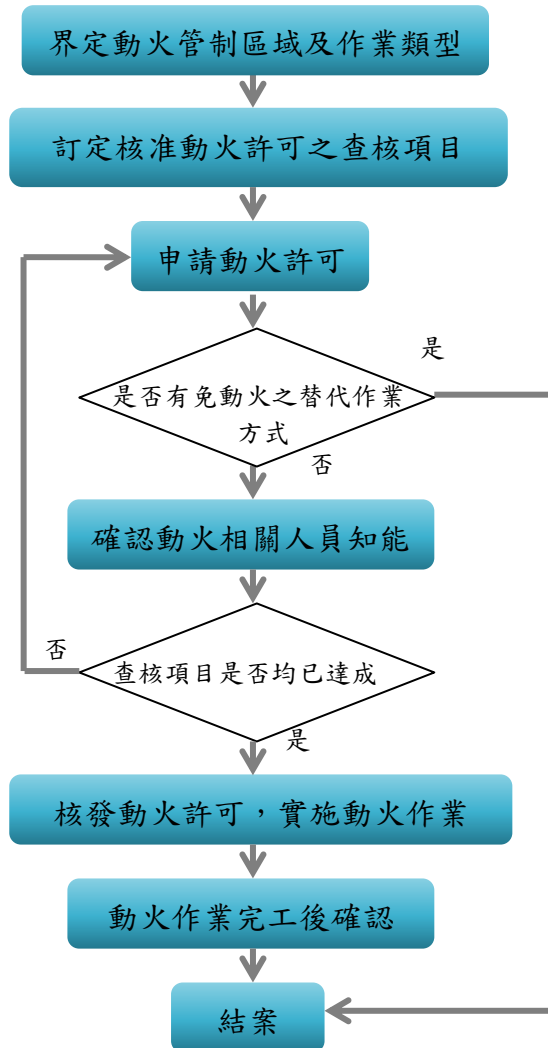 界定動火管制區域及作業類型
訂定核准動火許可之查核項目
申請動火許可
是
是否有免動火之替代作業
方式
否
確認動火相關人員知能
否
查核項目是否均已達成
是
核發動火許可，實施動火作業
動火作業完工後確認
結案